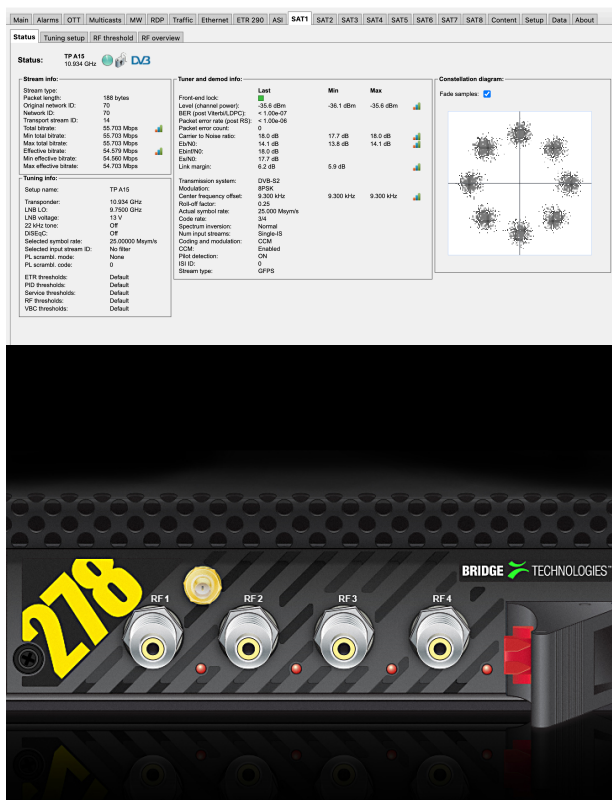 Main Alarms OTT Multicasts MW RDP Traffic Ethernet ETR 290 ASI SAT1 SAT2 SAT3 SAT4 SAT5 SAT6 SAT7 SAT8 Content Setup Data About
Status Tuning setup RF threshold RF overview
Status: TP A15
10.934 GHz DVB
Stream info:
Stream type:
Packet length: 188 bytes
Original network ID: 70
Network ID: 70
Transport stream ID: 14
Total bitrate: 55.703 Mbps
Min total bitrate: 55.703 Mbps
Max total bitrate: 55.703 Mbps
Effective bitrate: 54.579 Mbps
Min effective bitrate: 54.560 Mbps
Max effective bitrate: 54.703 Mbps
Tuning info:
Setup name: TP A15
Transponder: 10.934 GHz
LNB LO: 9.7500 GHz
LNB voltage: 13 V
22 kHz tone: Off
DiSEqC: Off
Selected symbol rate: 25.00000 Msym/s
Selected input stream ID: No filter
PL scrambl. mode: None
PL scrambl. code: 0
ETR thresholds: Default
PID thresholds: Default
Service thresholds: Default
RF thresholds: Default
VBC thresholds: Default
Tuner and demod info:
Last Min Max
Front-end lock:
Level (channel power): -35.6 dBm -36.1 dBm -35.6 dBm
BER (post Viterbi/LDPC): < 1.00e-07
Packet error rate (post RS): < 1.00e-06
Packet error count: 0
Carrier to Noise ratio: 18.0 dB 17.7 dB 18.0 dB
Eb/N0: 14.1 dB 13.8 dB 14.1 dB
Ebinf/N0: 18.0 dB
Es/N0: 17.7 dB
Link margin: 6.2 dB 5.9 dB
Transmission system: DVB-S2
Modulation: 8PSK
Center frequency offset: 9.300 kHz 9.300 kHz 9.300 kHz
Roll-off factor: 0.25
Actual symbol rate: 25.000 Msym/s
Code rate: 3/4
Spectrum inversion: Normal
Num input streams: Single-IS
Coding and modulation: CCM
CCM: Enabled
Pilot detection: ON
ISI ID: 0
Stream type: GFPS
Constellation diagram:
Fade samples:
278
BRIDGE TECHNOLOGIES
RF1 RF2 RF3 RF4